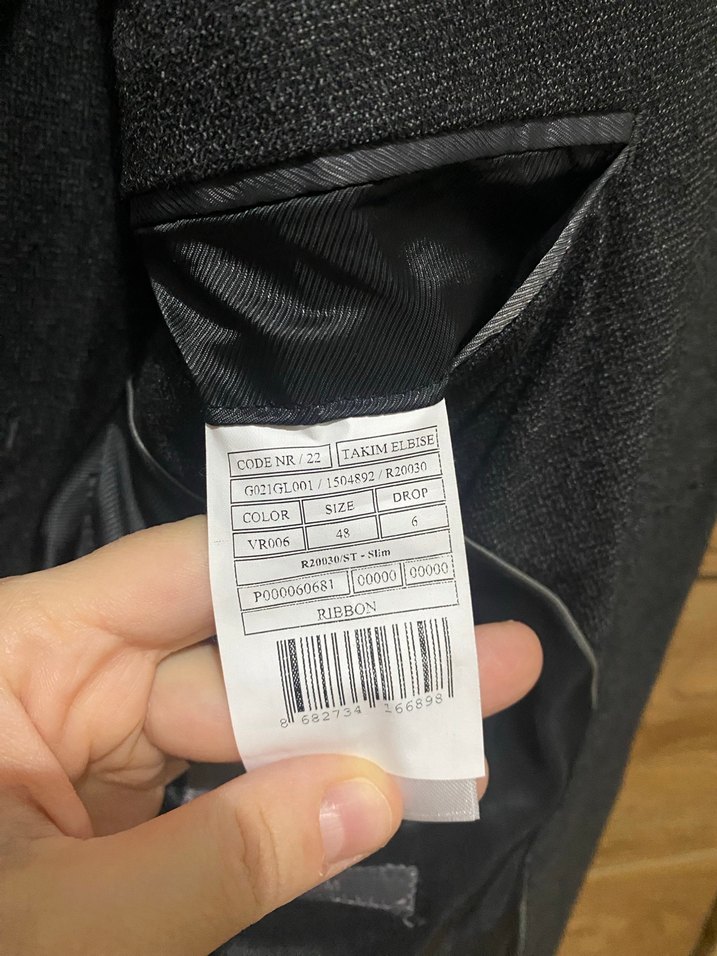 CODE NR / 22 TAKIM ELBISE
G021GL001 / 1504892 / R20030
COLOR SIZE DROP
VR006 48 6
R20030/ST - Slim
P000060681 00000 00000
RIBBON
8 682734 166898